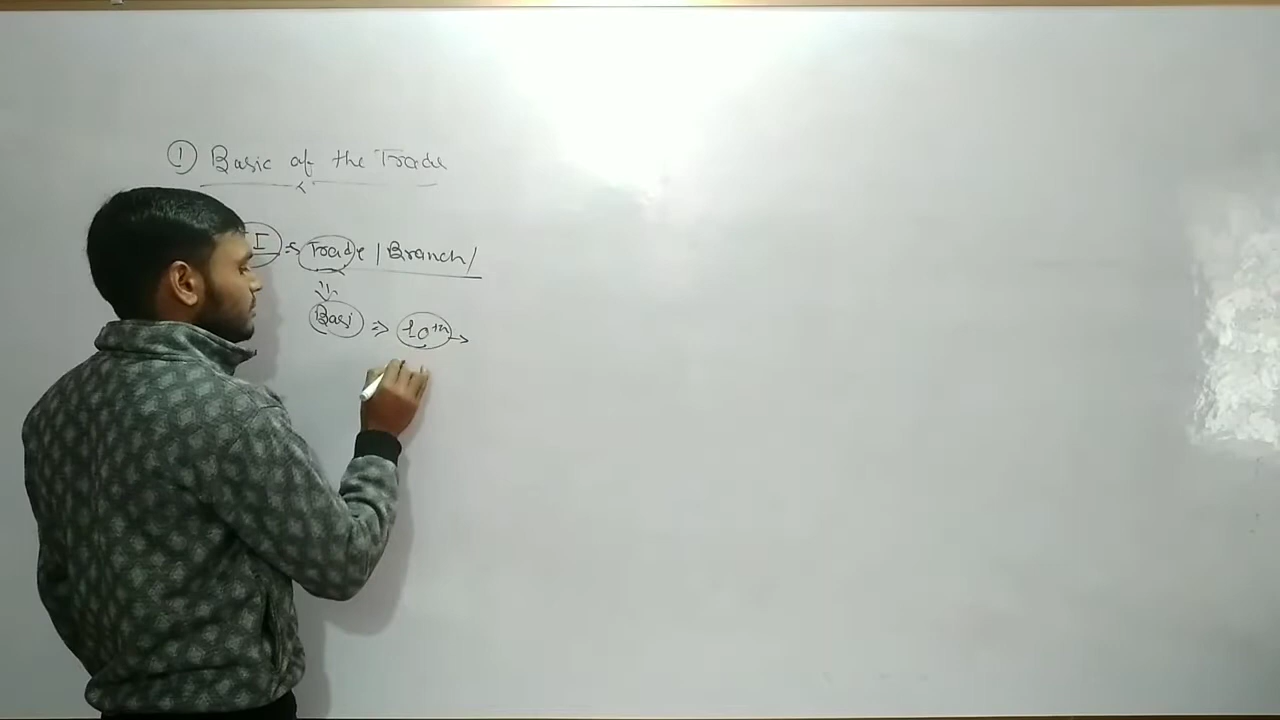 ① Basic of the Trade
I ⇒ Trade / Branch /
Basi ⇒ 10th →